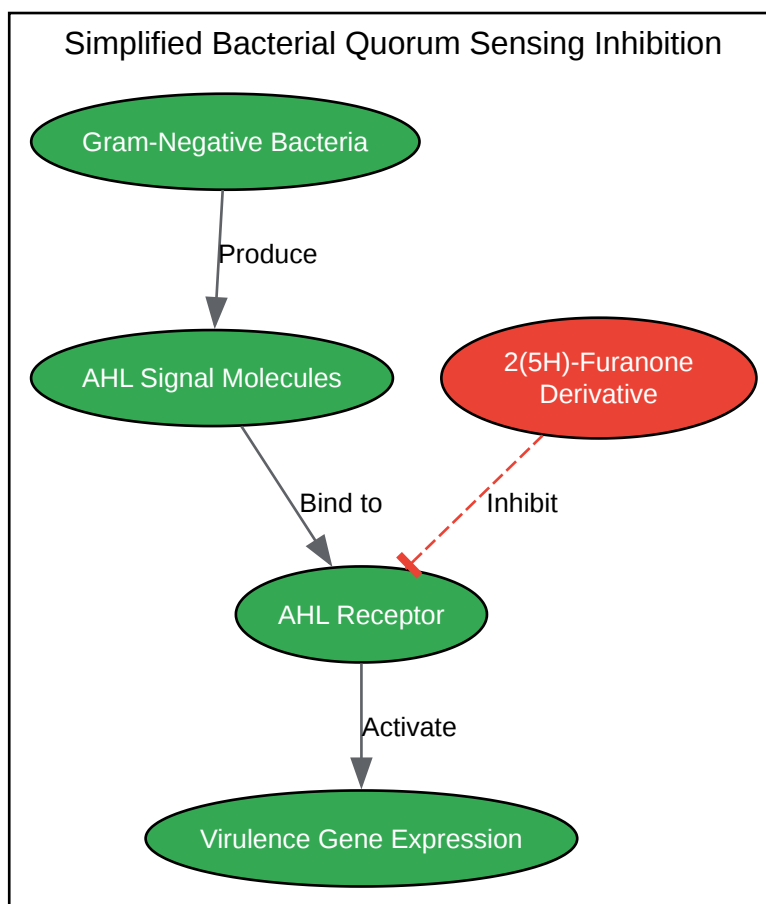 Simplified Bacterial Quorum Sensing Inhibition
Gram-Negative Bacteria
Produce
AHL Signal Molecules
2(5H)-Furanone
Derivative
Bind to
Inhibit
AHL Receptor
Activate
Virulence Gene Expression